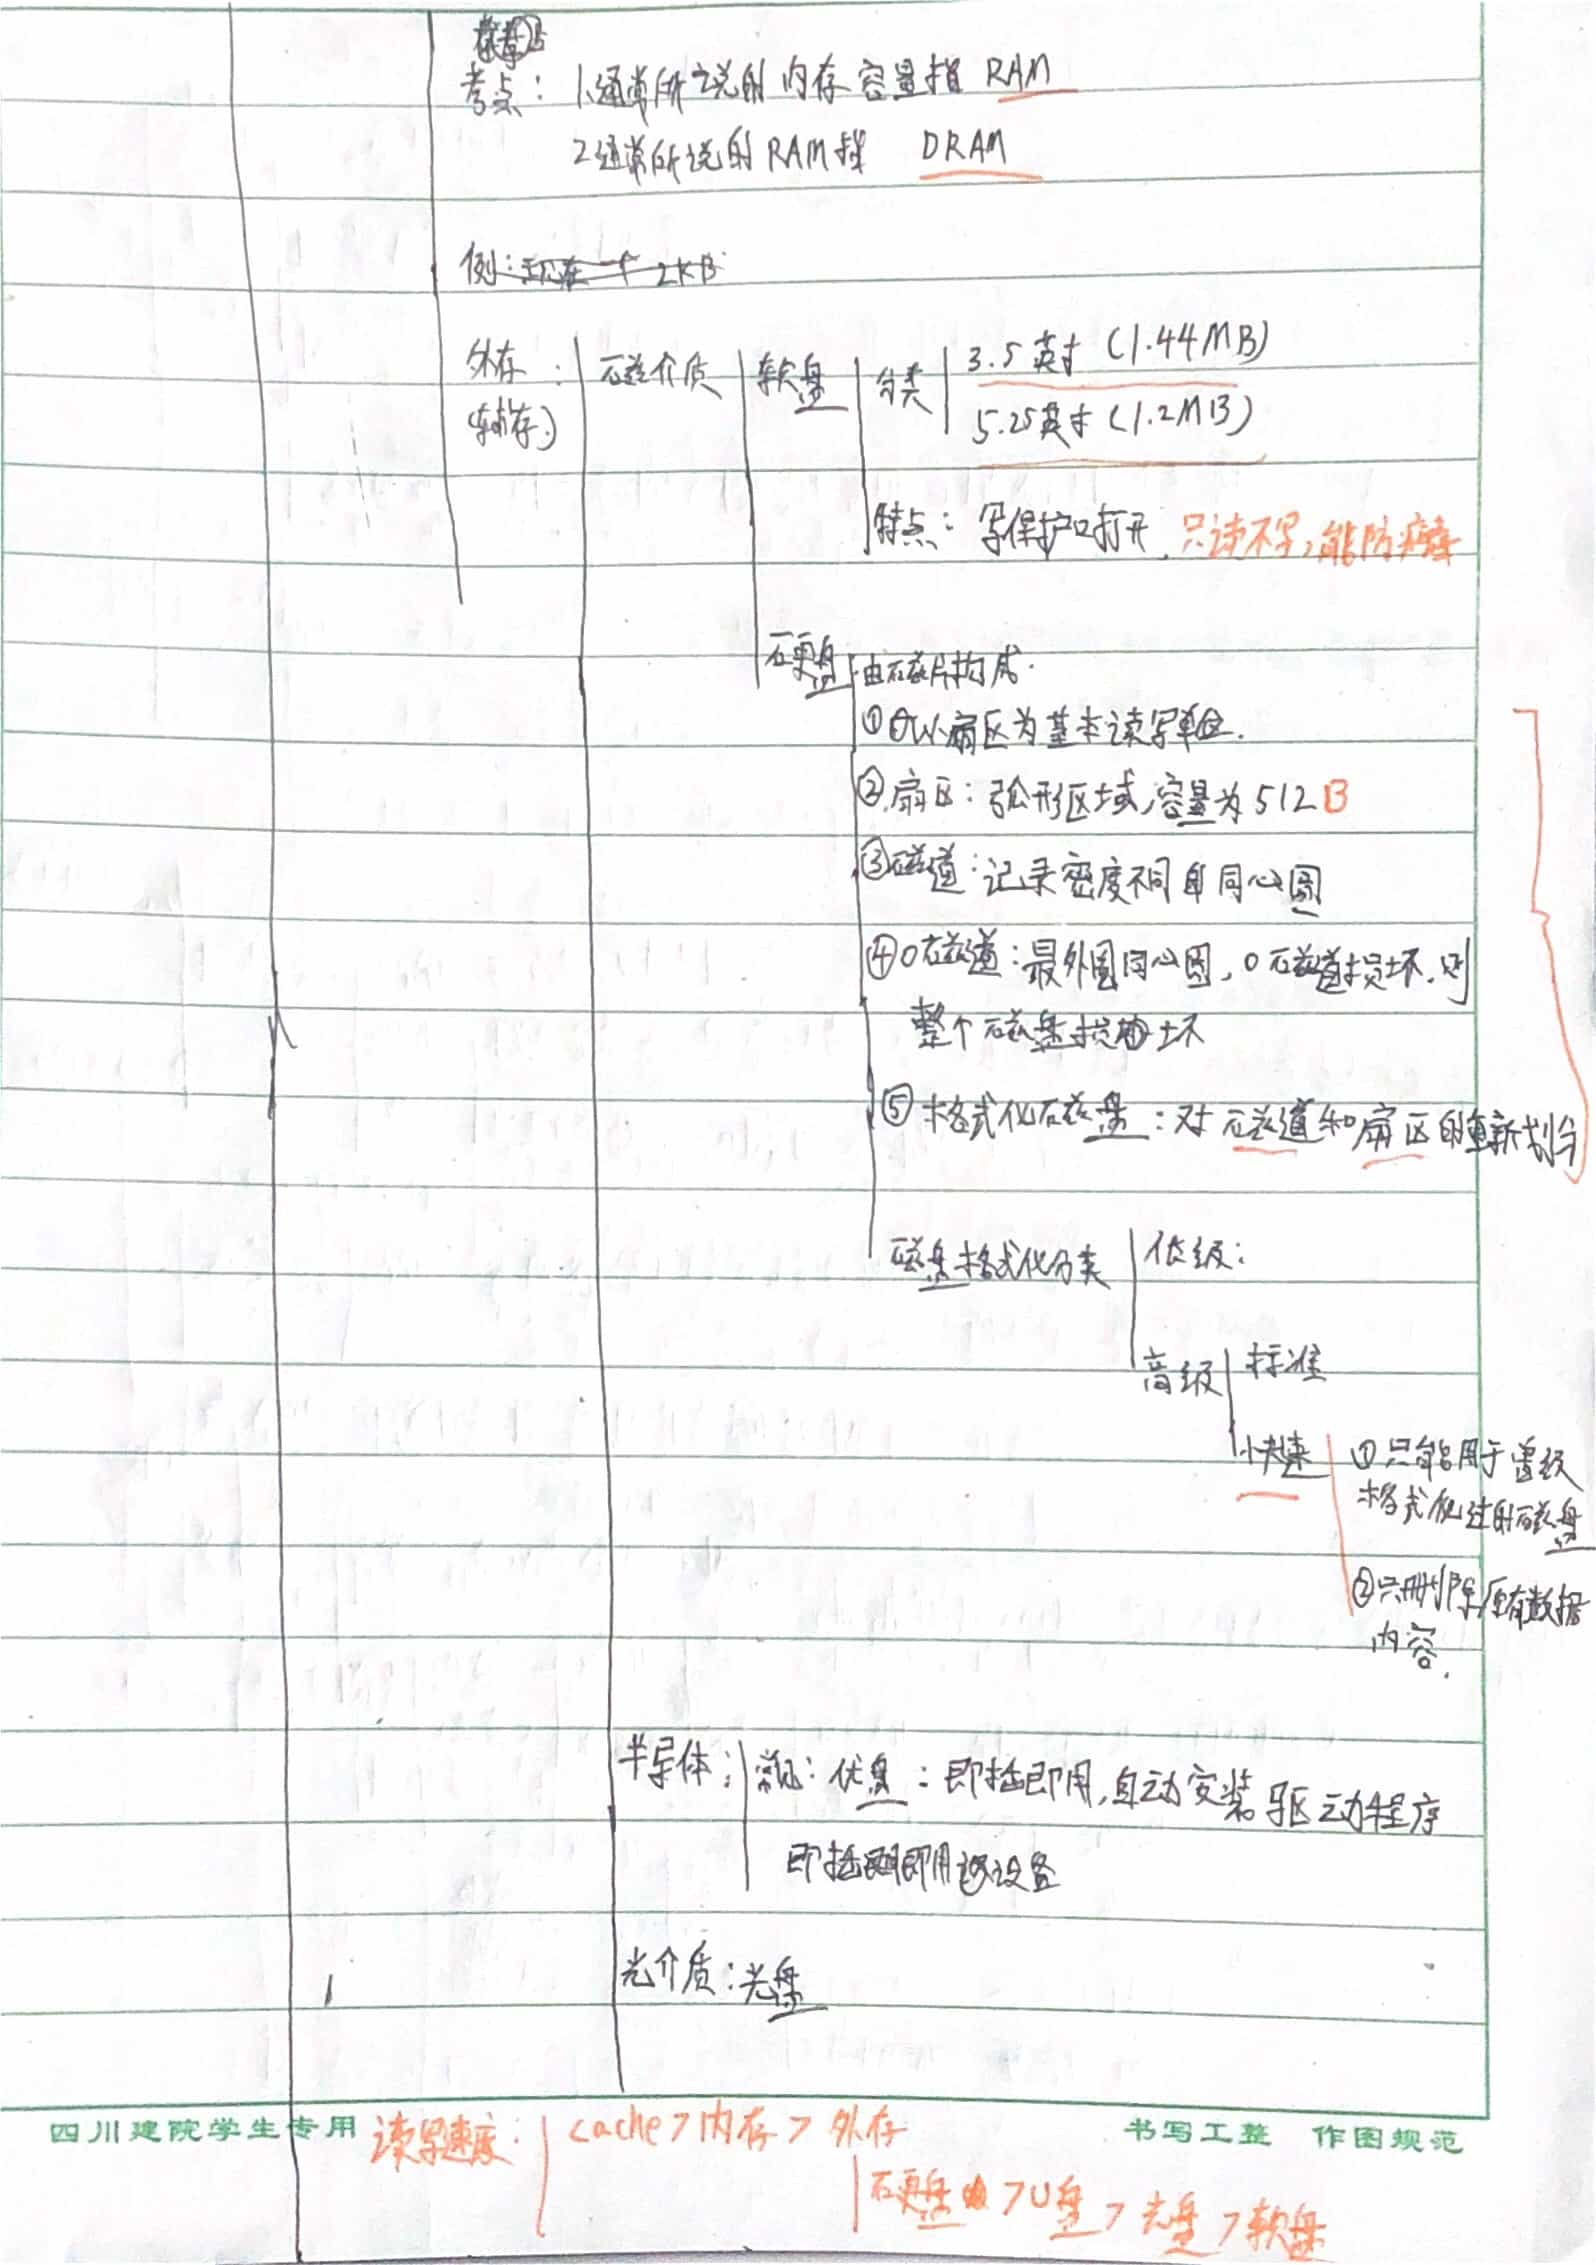 考点：1.通常所说的内存容量指 RAM
2通常所说的RAM指 DRAM
例：现在一个 2KB
外存： 磁介质 软盘 分类 3.5英寸 (1.44MB)
(辅存) 5.25英寸 (1.2MB)
特点：写保护口打开，只读不写，能防病毒
硬盘 由磁片构成.
①以扇区为基本读写单位.
②扇区：弧形区域，容量为512B
③磁道：记录密度不同的同心圆
④0磁道：最外圈同心圆，0磁道损坏，则
整个磁盘损坏
⑤格式化磁盘：对磁道和扇区的重新划分
磁盘格式化分类 低级：
高级 标准
快速 ①只能用于曾经
格式化过的磁盘
②只删除原有数据
内容.
半导体： 常见：优盘：即插即用，自动安装驱动程序
即插即用设备
光介质：光盘
四川建院学生专用 书写工整 作图规范
读写速度： Cache>内存>外存
硬盘>U盘>光盘>软盘